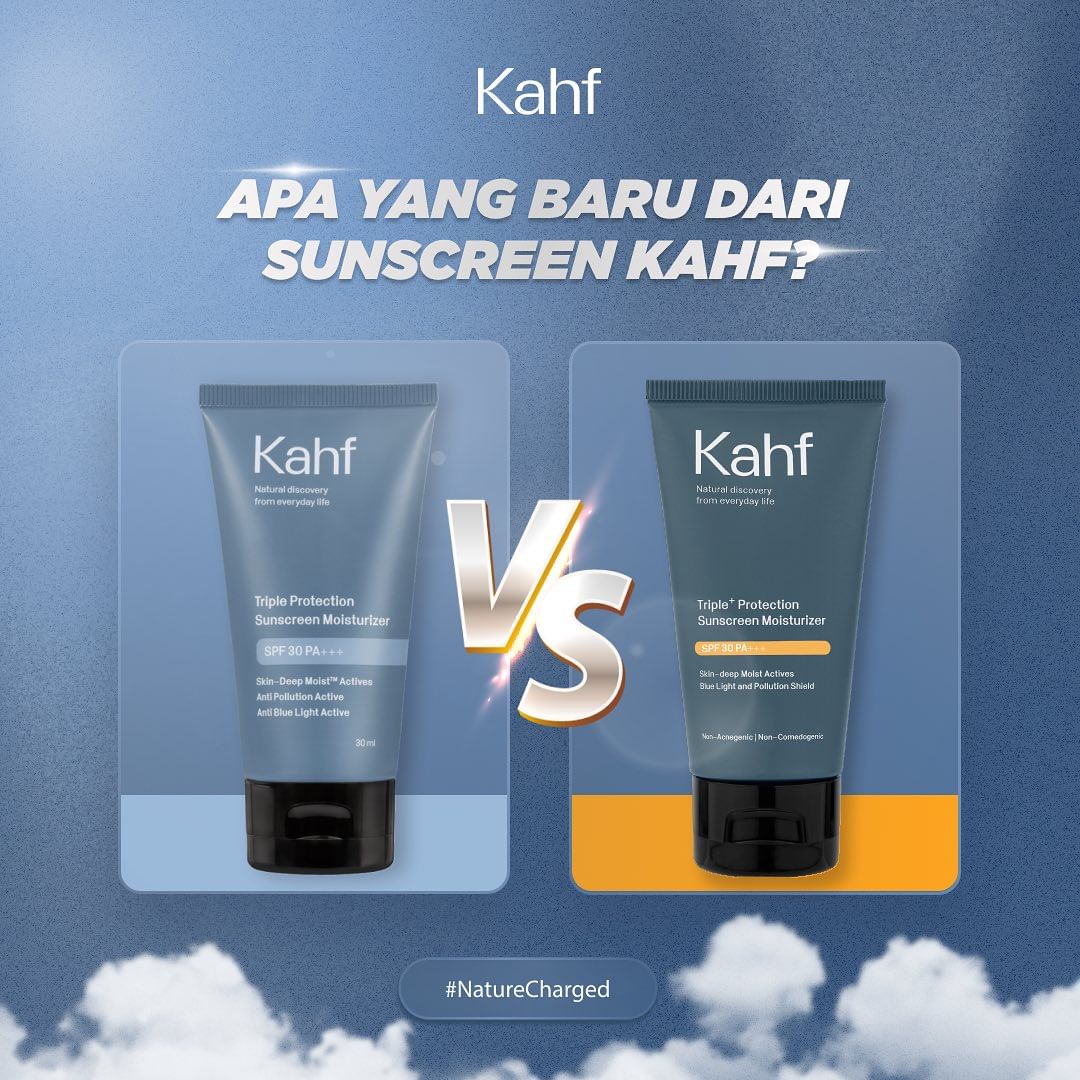 Kahf
APA YANG BARU DARI
SUNSCREEN KAHF?
Kahf
Natural discovery
from everyday life
Triple Protection
Sunscreen Moisturizer
SPF 30 PA+++
Skin-Deep Moist™ Actives
Anti Pollution Active
Anti Blue Light Active
30 ml
VS
Kahf
Natural discovery
from everyday life
Triple⁺ Protection
Sunscreen Moisturizer
SPF 30 PA+++
Skin-deep Moist Actives
Blue Light and Pollution Shield
Non-Acnegenic | Non-Comedogenic
#NatureCharged